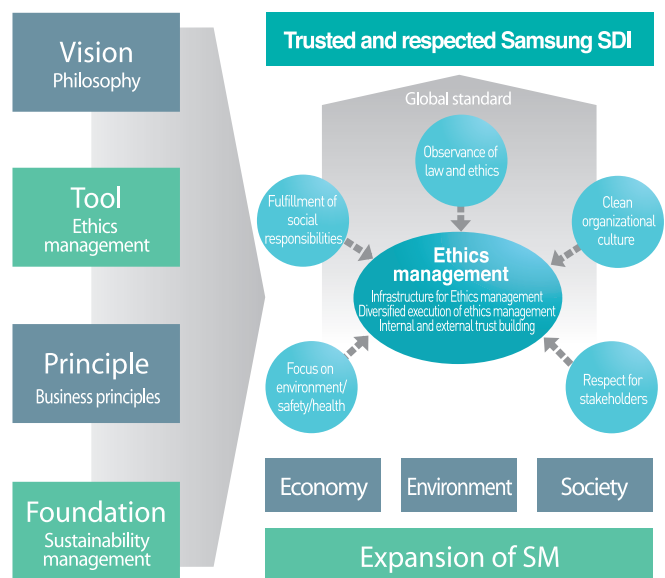 Vision
Philosophy
Tool
Ethics
management
Principle
Business principles
Foundation
Sustainability
management
Trusted and respected Samsung SDI
Global standard
Observance of
law and ethics
Fulfillment of
social
responsibilities
Clean
organizational
culture
Ethics
management
Infrastructure for Ethics management
Diversified execution of ethics management
Internal and external trust building
Focus on
environment/
safety/health
Respect for
stakeholders
Economy
Environment
Society
Expansion of SM